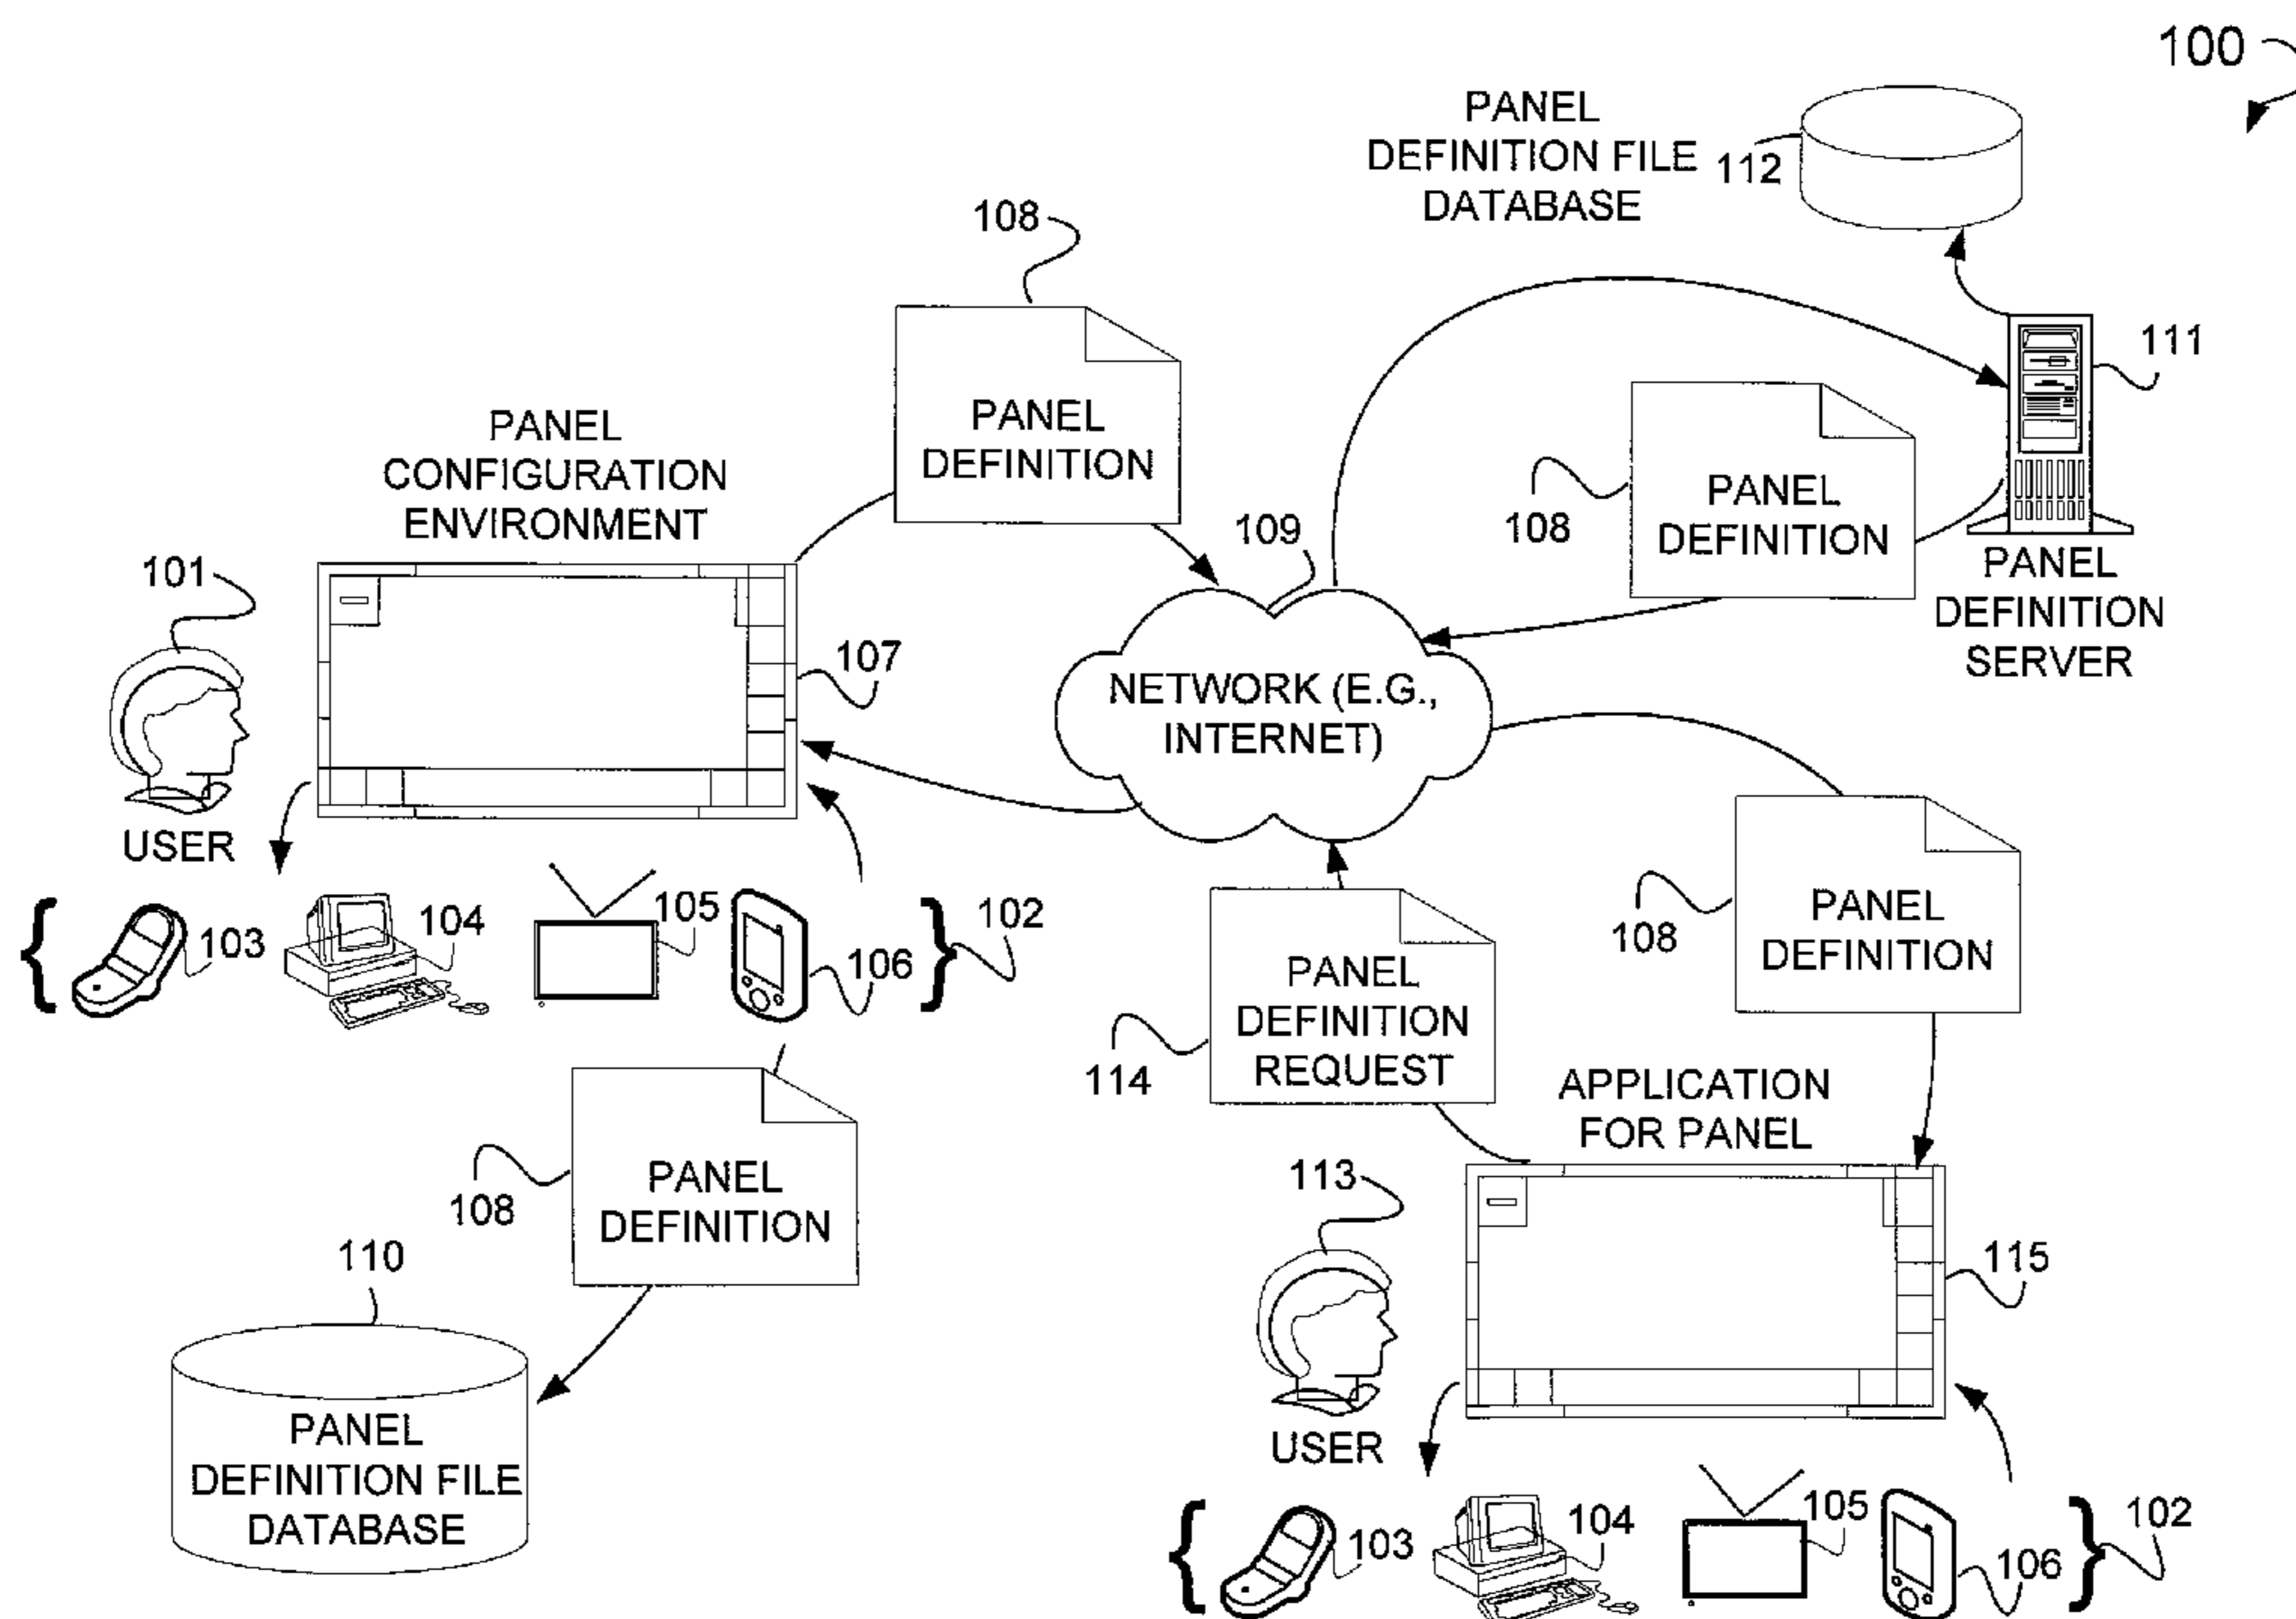 100
PANEL
DEFINITION FILE
DATABASE
112
108
PANEL
DEFINITION
111
PANEL
DEFINITION
108
PANEL
DEFINITION
SERVER
PANEL
CONFIGURATION
ENVIRONMENT
109
101
107
NETWORK (E.G.,
INTERNET)
USER
103
104
105
106
102
PANEL
DEFINITION
108
PANEL
DEFINITION
REQUEST
114
PANEL
DEFINITION
108
110
PANEL
DEFINITION FILE
DATABASE
APPLICATION
FOR PANEL
113
115
USER
103
104
105
106
102